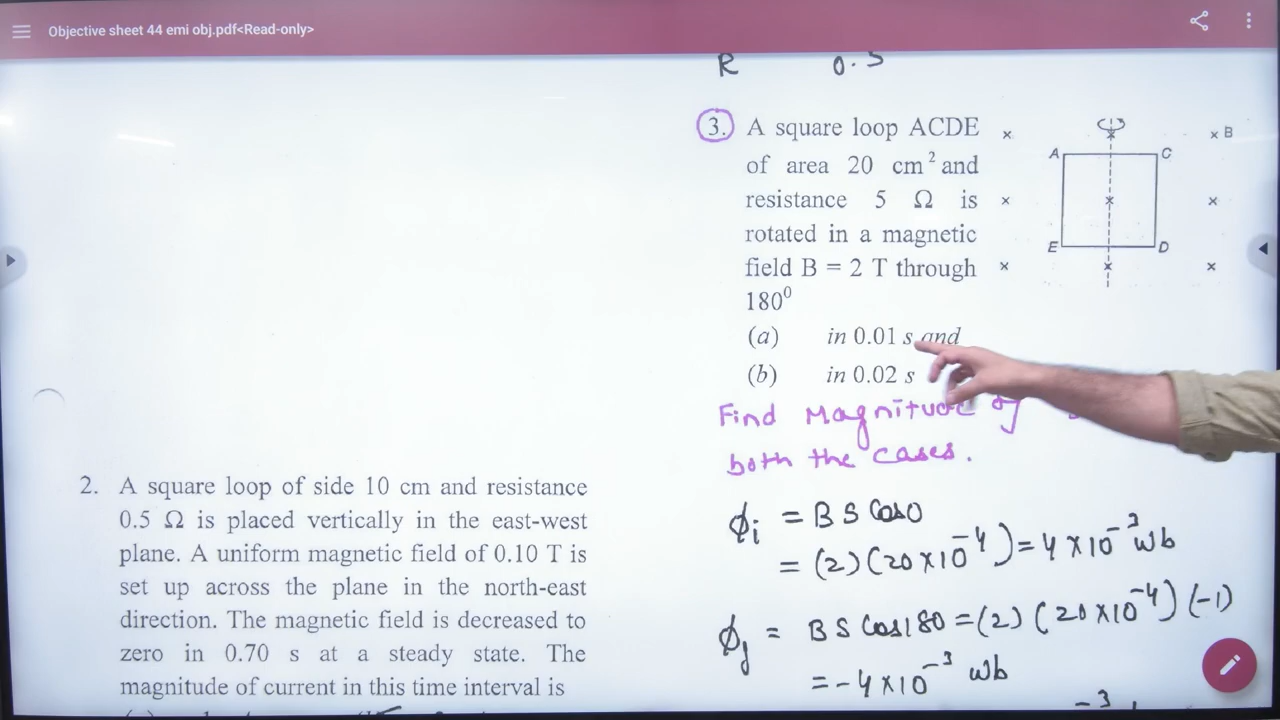 Objective sheet 44 emi obj.pdf<Read-only>
R 0.5
3. A square loop ACDE
of area 20 cm² and
resistance 5 Ω is
rotated in a magnetic
field B = 2 T through
180⁰
(a) in 0.01 s and
(b) in 0.02 s
Find Magnitude of
both the cases.
ϕi = B S Cos0
= (2)(20×10⁻⁴) = 4×10⁻³ Wb
ϕf = B S Cos180 = (2)(20×10⁻⁴)(-1)
= -4×10⁻³ Wb
-3
× × B
A C
× × ×
E D
× × ×
2. A square loop of side 10 cm and resistance
0.5 Ω is placed vertically in the east-west
plane. A uniform magnetic field of 0.10 T is
set up across the plane in the north-east
direction. The magnetic field is decreased to
zero in 0.70 s at a steady state. The
magnitude of current in this time interval is